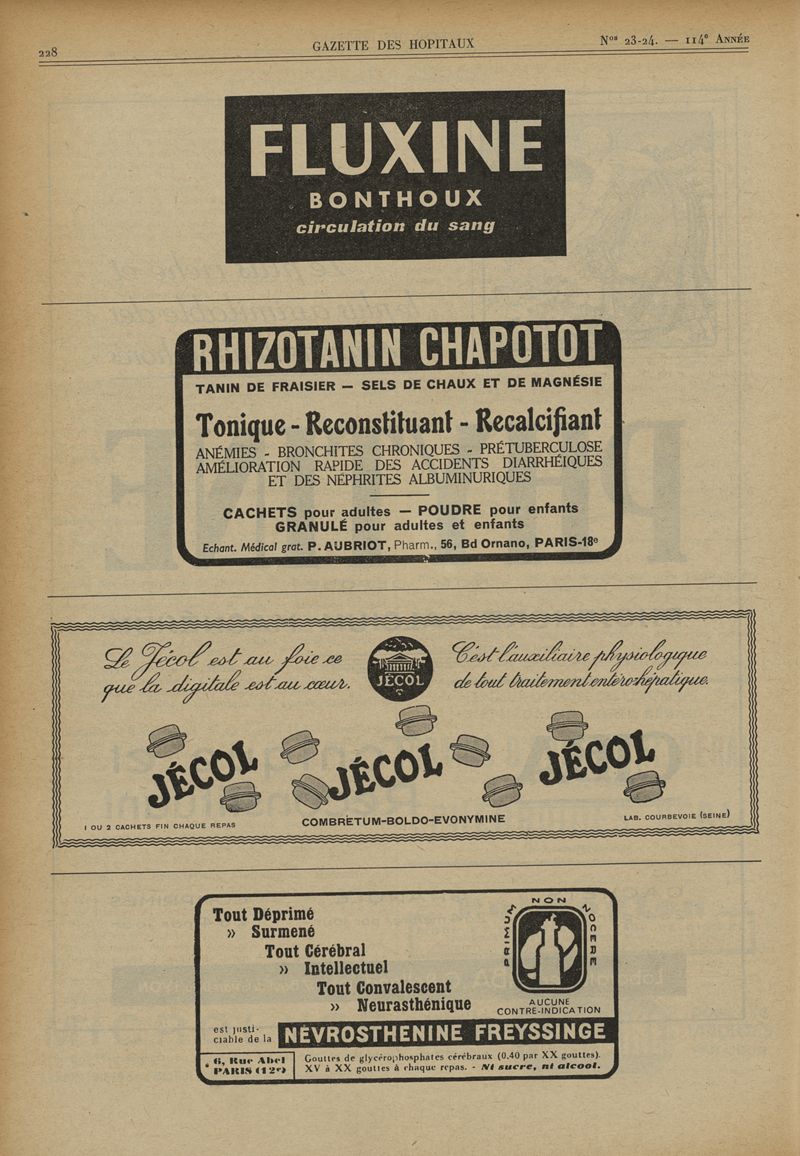 228
GAZETTE DES HOPITAUX
Nos 23-24. — 114e ANNÉE
FLUXINE
BONTHOUX
circulation du sang
RHIZOTANIN CHAPOTOT
TANIN DE FRAISIER — SELS DE CHAUX ET DE MAGNÉSIE
Tonique - Reconstituant - Recalcifiant
ANÉMIES - BRONCHITES CHRONIQUES - PRÉTUBERCULOSE
AMÉLIORATION RAPIDE DES ACCIDENTS DIARRHÉIQUES
ET DES NÉPHRITES ALBUMINURIQUES
CACHETS pour adultes — POUDRE pour enfants
GRANULÉ pour adultes et enfants
Echant. Médical grat. P. AUBRIOT, Pharm., 56, Bd Ornano, PARIS-18e
Le Jécol est au foie ce
que la digitale est au cœur.
JÉCOL
C'est l'auxiliaire physiologique
de tout traitement entéro-hépatique.
JÉCOL
JÉCOL
JÉCOL
1 OU 2 CACHETS FIN CHAQUE REPAS
COMBRETUM-BOLDO-EVONYMINE
LAB. COURBEVOIE (SEINE)
Tout Déprimé
» Surmené
Tout Cérébral
» Intellectuel
Tout Convalescent
» Neurasthénique
PRIMUM NON NOCERE
AUCUNE
CONTRE-INDICATION
est justi-
ciable de la
NÉVROSTHENINE FREYSSINGE
6, Rue Abel
PARIS (12e)
Gouttes de glycérophosphates cérébraux (0.40 par XX gouttes).
XV à XX gouttes à chaque repas. - Ni sucre, ni alcool.